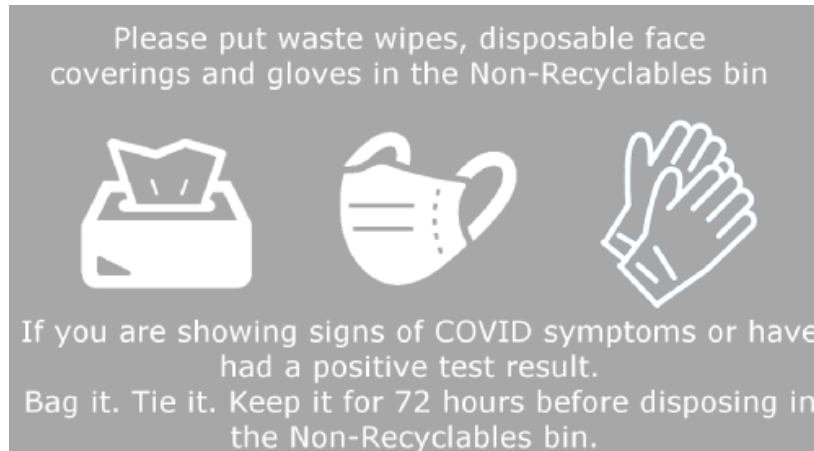 Please put waste wipes, disposable face
coverings and gloves in the Non-Recyclables bin
If you are showing signs of COVID symptoms or have
had a positive test result.
Bag it. Tie it. Keep it for 72 hours before disposing in
the Non-Recyclables bin.